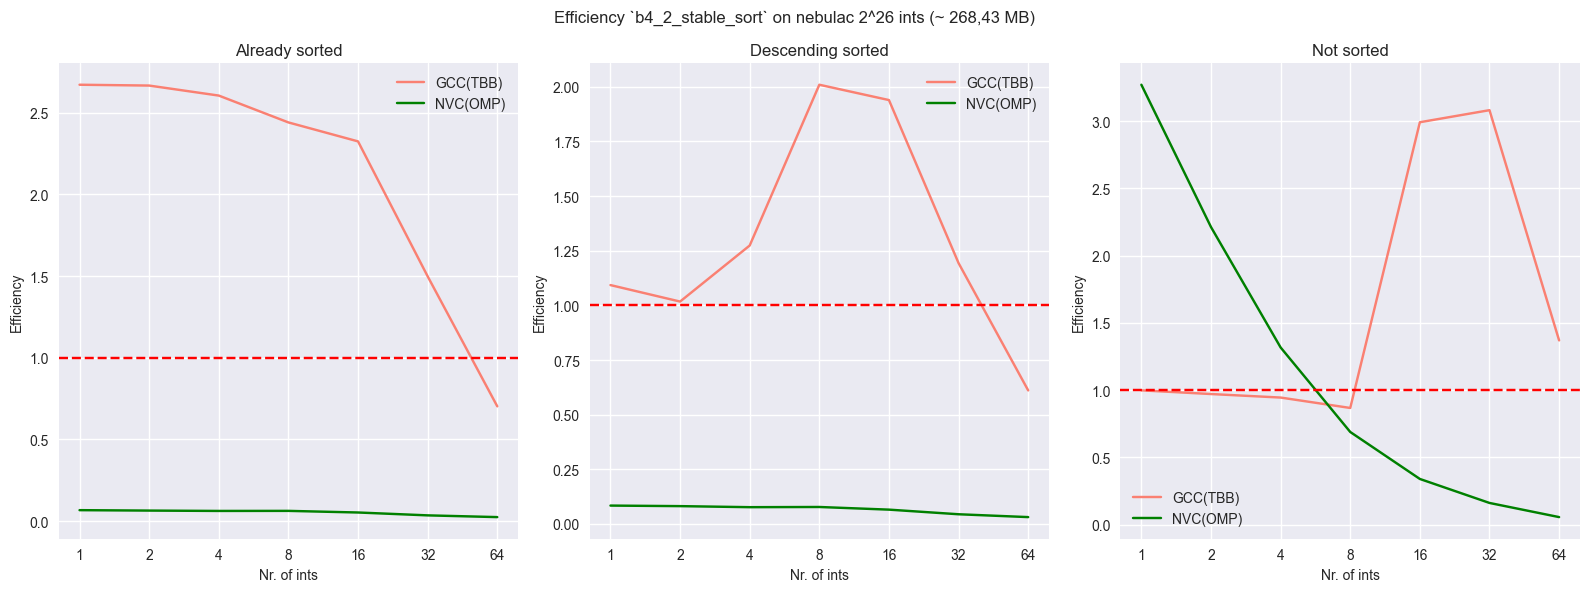 Efficiency `b4_2_stable_sort` on nebulac 2^26 ints (~ 268,43 MB)
Already sorted
GCC(TBB)
NVC(OMP)
Efficiency
2.5
2.0
1.5
1.0
0.5
0.0
1 2 4 8 16 32 64
Nr. of ints
Descending sorted
GCC(TBB)
NVC(OMP)
Efficiency
2.00
1.75
1.50
1.25
1.00
0.75
0.50
0.25
0.00
1 2 4 8 16 32 64
Nr. of ints
Not sorted
Efficiency
3.0
2.5
2.0
1.5
1.0
0.5
0.0
GCC(TBB)
NVC(OMP)
1 2 4 8 16 32 64
Nr. of ints